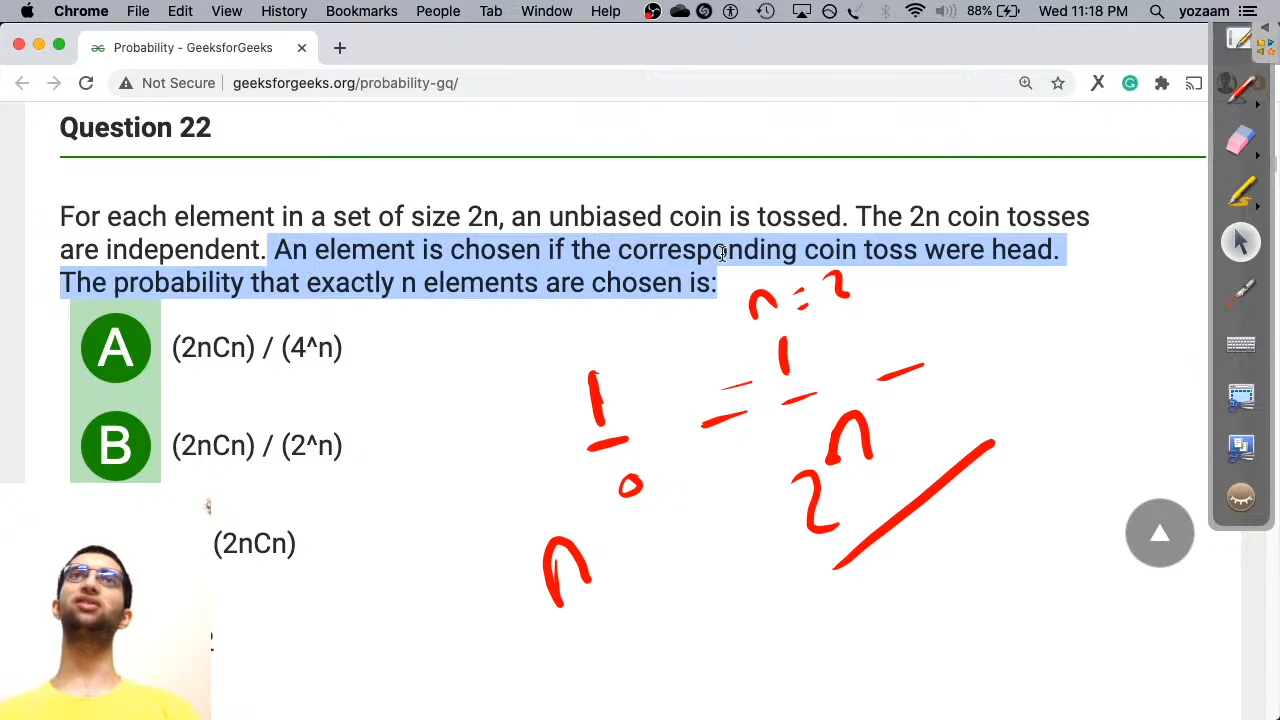 Chrome File Edit View History Bookmarks People Tab Window Help 88% Wed 11:18 PM yozaam
Probability - GeeksforGeeks
Not Secure geeksforgeeks.org/probability-gq/
Question 22
For each element in a set of size 2n, an unbiased coin is tossed. The 2n coin tosses
are independent. An element is chosen if the corresponding coin toss were head.
The probability that exactly n elements are chosen is:
n = 2
A (2nCn) / (4^n)
B (2nCn) / (2^n)
(2nCn)
1
0
n
=
1
2^n